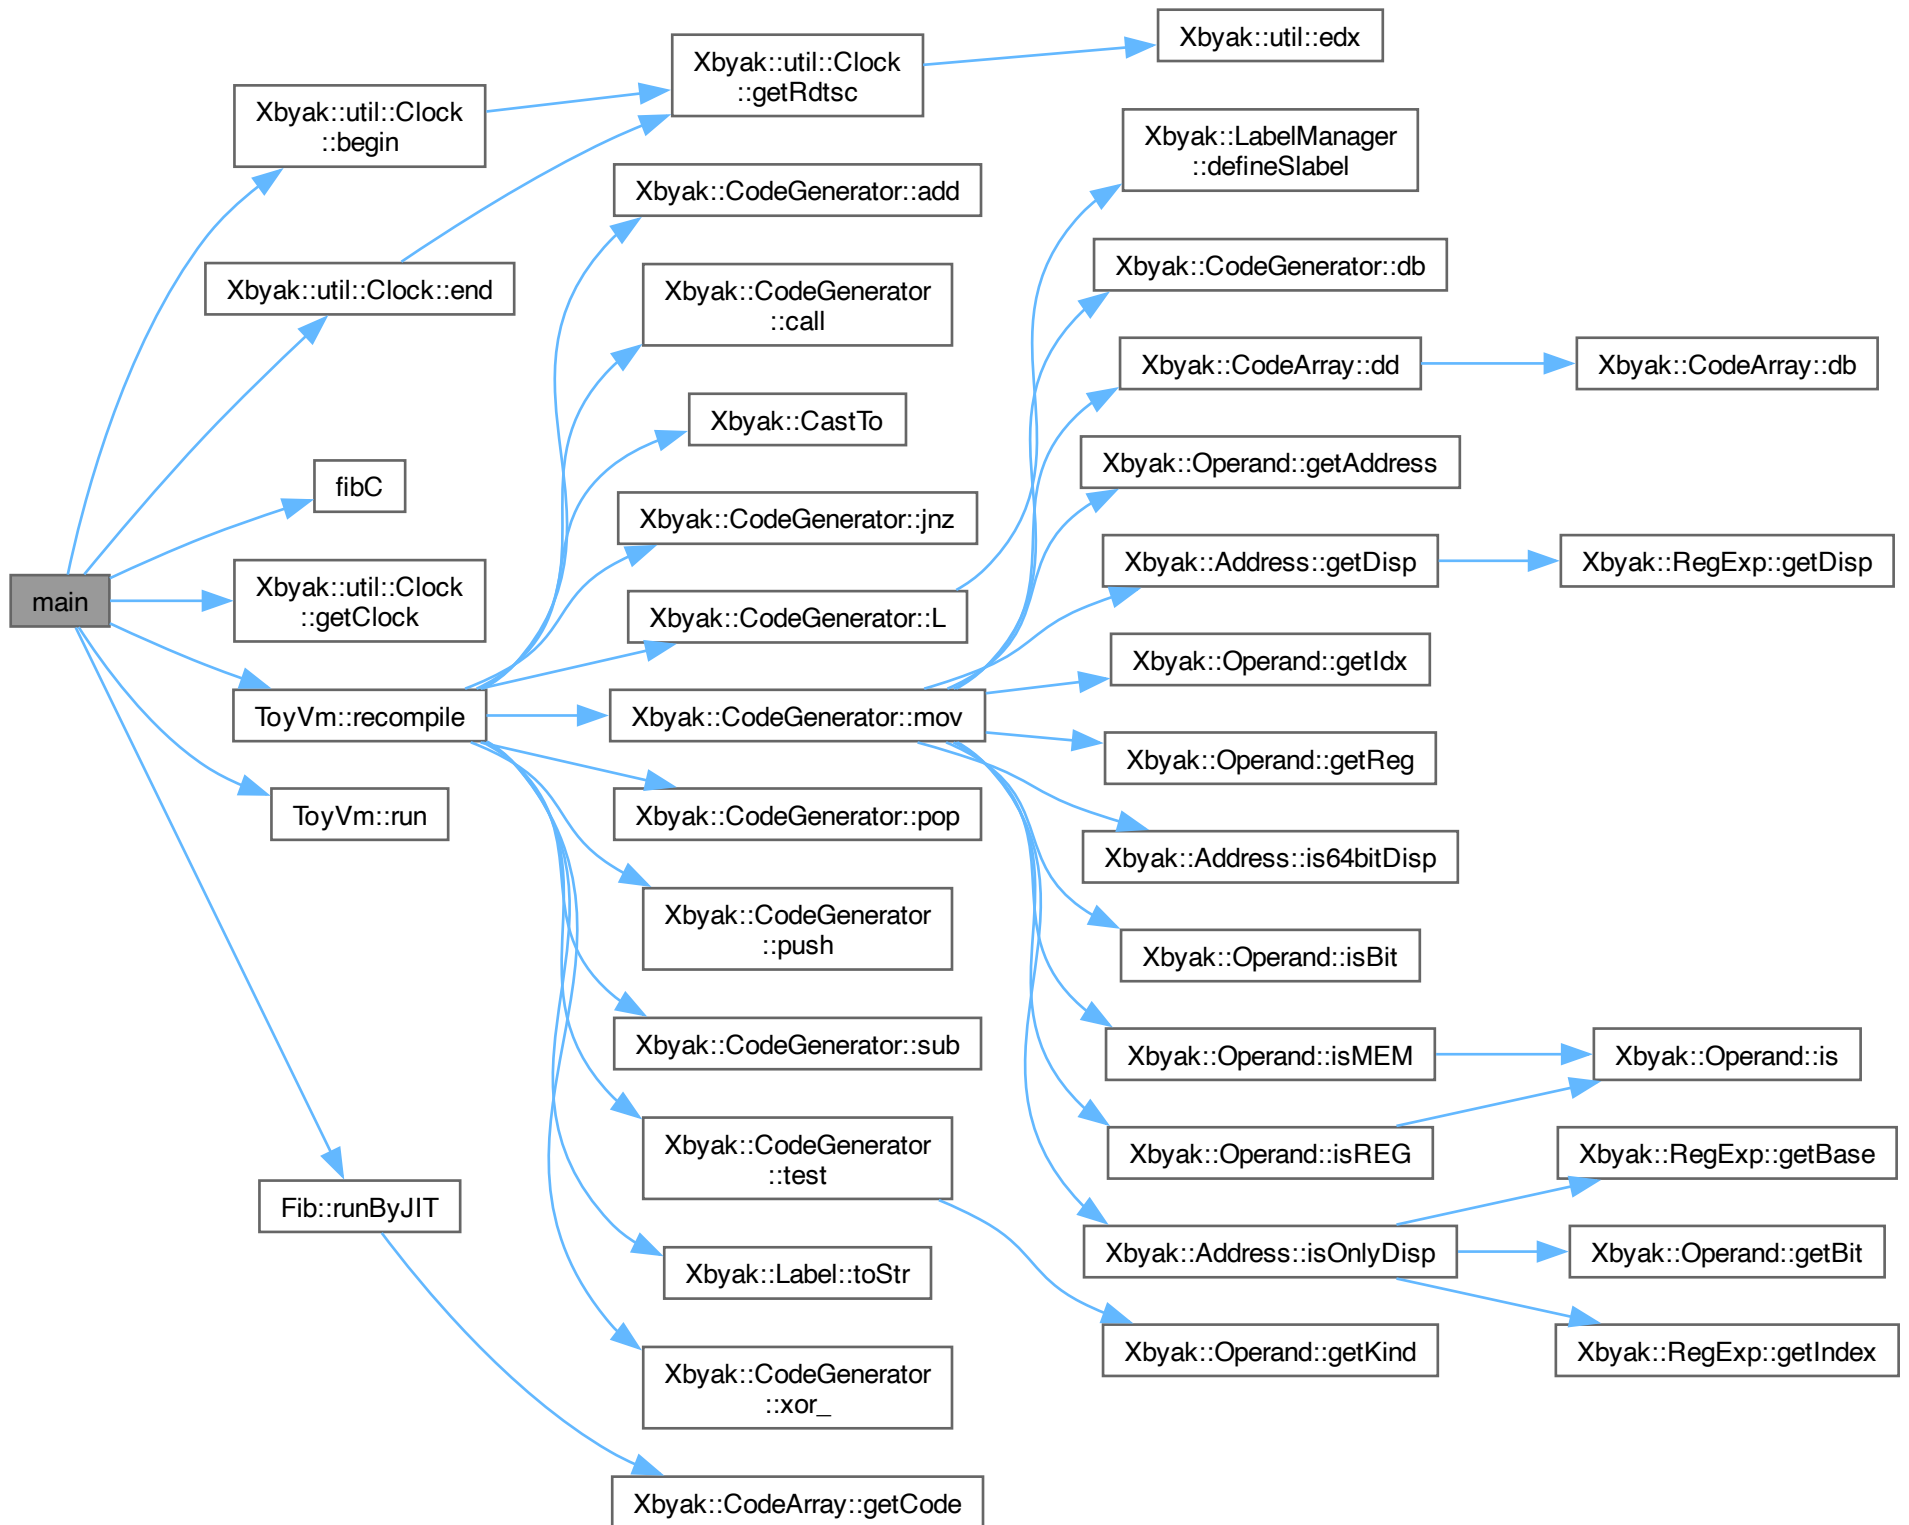 main
Xbyak::util::Clock
::begin
Xbyak::util::Clock::end
fibC
Xbyak::util::Clock
::getClock
ToyVm::recompile
ToyVm::run
Fib::runByJIT
Xbyak::util::Clock
::getRdtsc
Xbyak::CodeGenerator::add
Xbyak::CodeGenerator
::call
Xbyak::CastTo
Xbyak::CodeGenerator::jnz
Xbyak::CodeGenerator::L
Xbyak::CodeGenerator::mov
Xbyak::CodeGenerator::pop
Xbyak::CodeGenerator
::push
Xbyak::CodeGenerator::sub
Xbyak::CodeGenerator
::test
Xbyak::Label::toStr
Xbyak::CodeGenerator
::xor_
Xbyak::CodeArray::getCode
Xbyak::util::edx
Xbyak::LabelManager
::defineSlabel
Xbyak::CodeGenerator::db
Xbyak::CodeArray::dd
Xbyak::Operand::getAddress
Xbyak::Address::getDisp
Xbyak::Operand::getIdx
Xbyak::Operand::getReg
Xbyak::Address::is64bitDisp
Xbyak::Operand::isBit
Xbyak::Operand::isMEM
Xbyak::Operand::isREG
Xbyak::Address::isOnlyDisp
Xbyak::Operand::getKind
Xbyak::CodeArray::db
Xbyak::RegExp::getDisp
Xbyak::Operand::is
Xbyak::RegExp::getBase
Xbyak::Operand::getBit
Xbyak::RegExp::getIndex